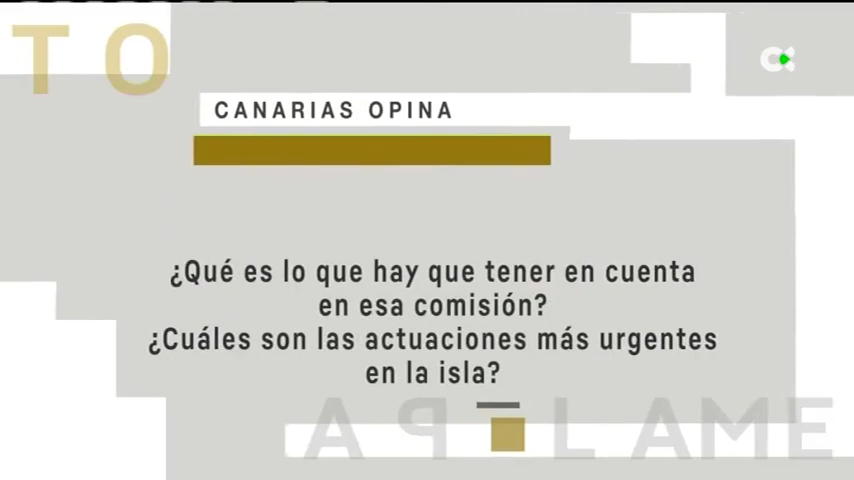 TO
CANARIAS OPINA
¿Qué es lo que hay que tener en cuenta
en esa comisión?
¿Cuáles son las actuaciones más urgentes
en la isla?